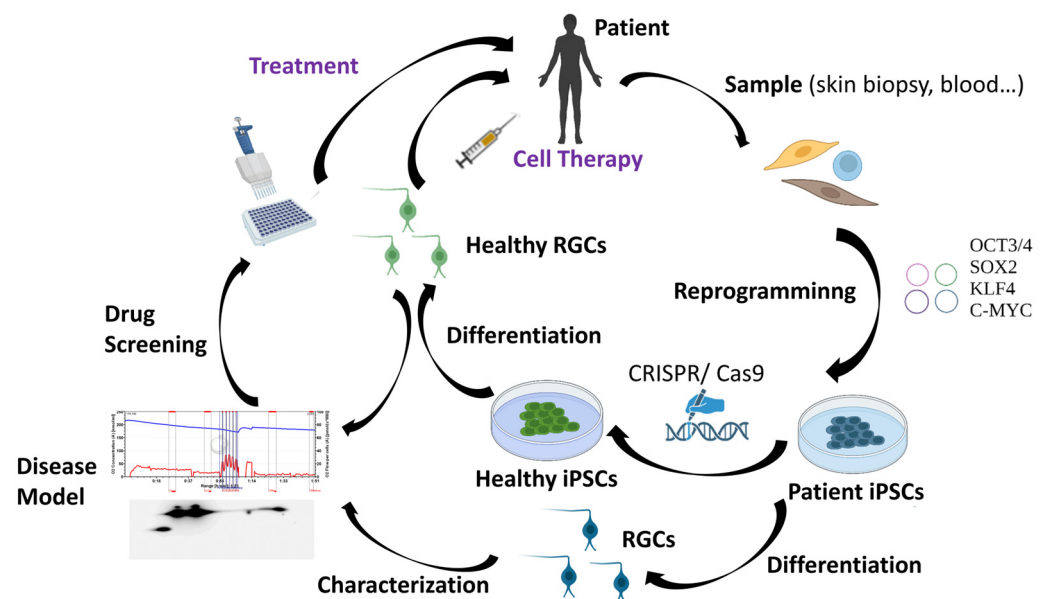 Patient
Treatment
Sample (skin biopsy, blood...)
Cell Therapy
Healthy RGCs
OCT3/4
SOX2
KLF4
C-MYC
Reprogramminng
Drug
Screening
Differentiation
CRISPR/ Cas9
Disease
Model
Healthy iPSCs
Patient iPSCs
RGCs
Differentiation
Characterization